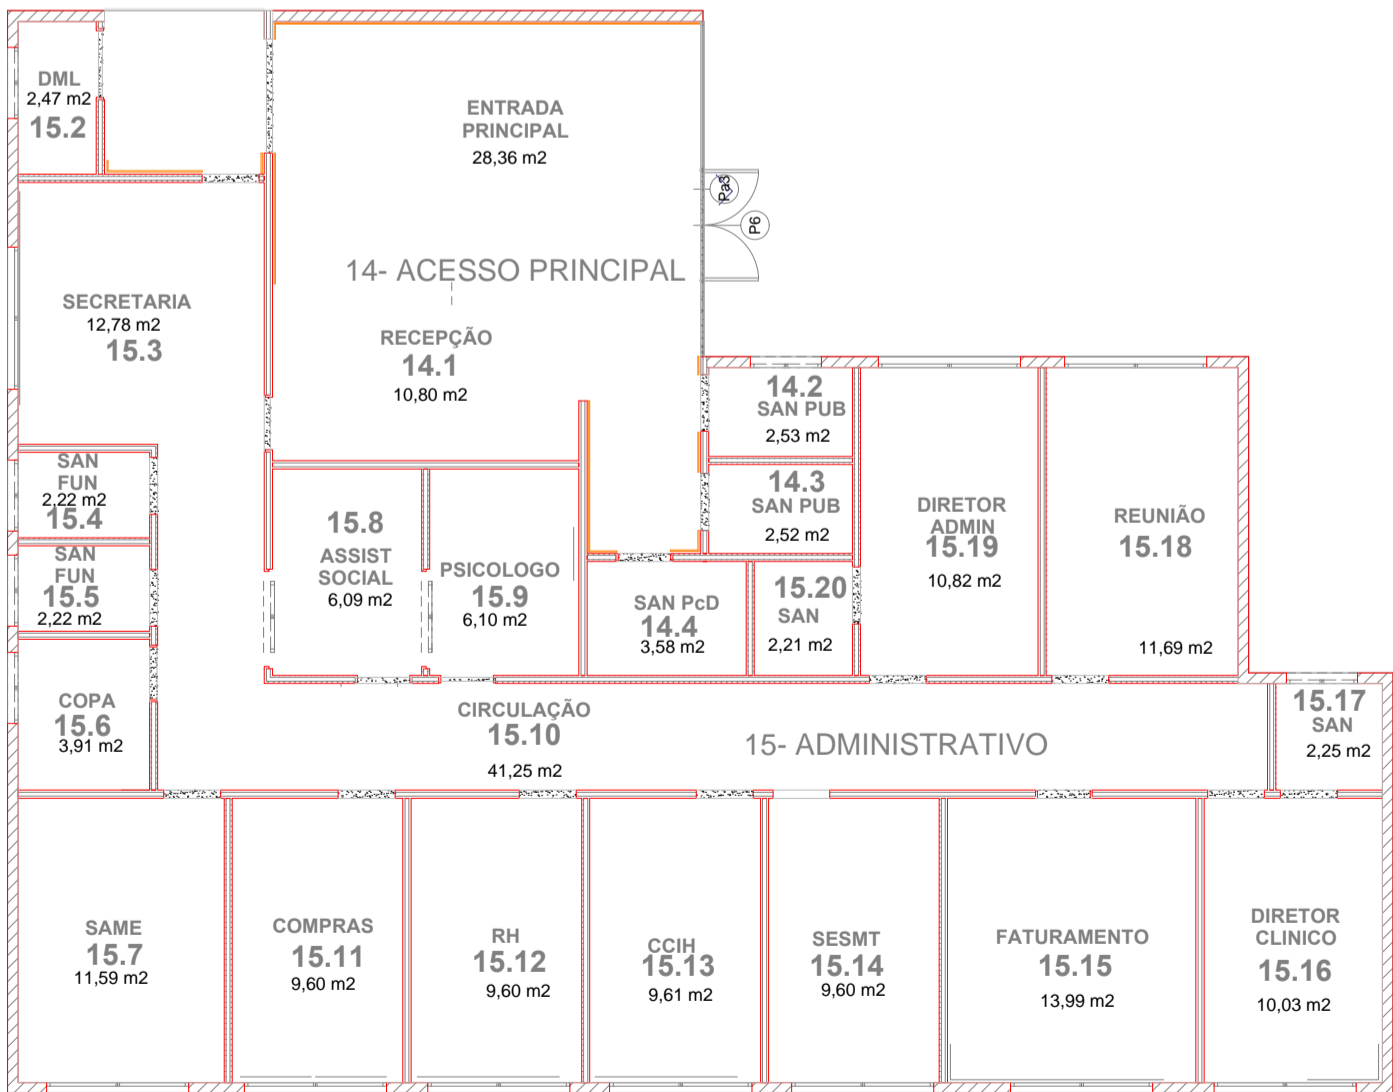 DML
2,47 m2
15.2
ENTRADA
PRINCIPAL
28,36 m2
Pa3
P6
14- ACESSO PRINCIPAL
SECRETARIA
12,78 m2
15.3
RECEPÇÃO
14.1
10,80 m2
14.2
SAN PUB
2,53 m2
14.3
SAN PUB
2,52 m2
SAN
FUN
2,22 m2
15.4
SAN
FUN
15.5
2,22 m2
15.8
ASSIST
SOCIAL
6,09 m2
PSICOLOGO
15.9
6,10 m2
SAN PcD
14.4
3,58 m2
15.20
SAN
2,21 m2
DIRETOR
ADMIN
15.19
10,82 m2
REUNIÃO
15.18
11,69 m2
COPA
15.6
3,91 m2
CIRCULAÇÃO
15.10
41,25 m2
15- ADMINISTRATIVO
15.17
SAN
2,25 m2
SAME
15.7
11,59 m2
COMPRAS
15.11
9,60 m2
RH
15.12
9,60 m2
CCIH
15.13
9,61 m2
SESMT
15.14
9,60 m2
FATURAMENTO
15.15
13,99 m2
DIRETOR
CLINICO
15.16
10,03 m2